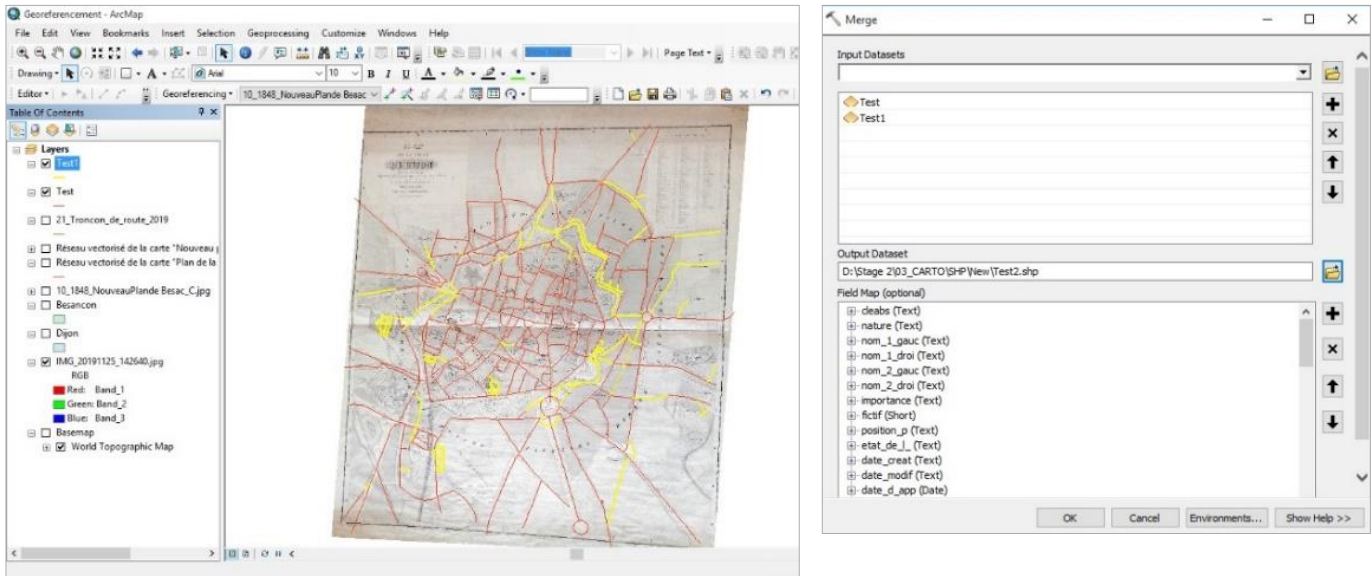 Georeferencement - ArcMap
File Edit View Bookmarks Insert Selection Geoprocessing Customize Windows Help
Page Text
Drawing A Arial 10 B I U A
Editor Georeferencing 10_1848_NouveauPlande Besac
Table Of Contents
Layers
Test1
Test
21_Troncon_de_route_2019
Réseau vectorisé de la carte "Nouveau
Réseau vectorisé de la carte "Plan de la
10_1848_NouveauPlande Besac_C.jpg
Besancon
Dijon
IMG_20191125_142640.jpg
RGB
Red: Band_1
Green: Band_2
Blue: Band_3
Basemap
World Topographic Map
Merge
Input Datasets
Test
Test1
Output Dataset
D:\Stage 2\03_CARTO\SHP\New\Test2.shp
Field Map (optional)
cleabs (Text)
nature (Text)
nom_1_gauc (Text)
nom_1_droi (Text)
nom_2_gauc (Text)
nom_2_droi (Text)
importance (Text)
fictif (Short)
position_p (Text)
etat_de_l_ (Text)
date_creat (Text)
date_modif (Text)
date_d_app (Date)
OK Cancel Environments... Show Help >>